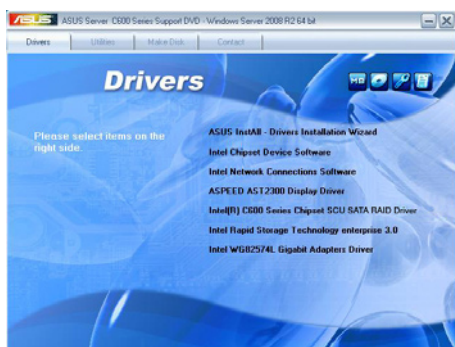 ASUS ASUS Server C600 Series Support DVD - Windows Server 2008 R2 64 bit
Drivers Utilities Make Disk Contact
Drivers
MB
Please select items on the right side.
ASUS InstAll - Drivers Installation Wizard
Intel Chipset Device Software
Intel Network Connections Software
ASPEED AST2300 Display Driver
Intel(R) C600 Series Chipset SCU SATA RAID Driver
Intel Rapid Storage Technology enterprise 3.0
Intel WG82574L Gigabit Adapters Driver